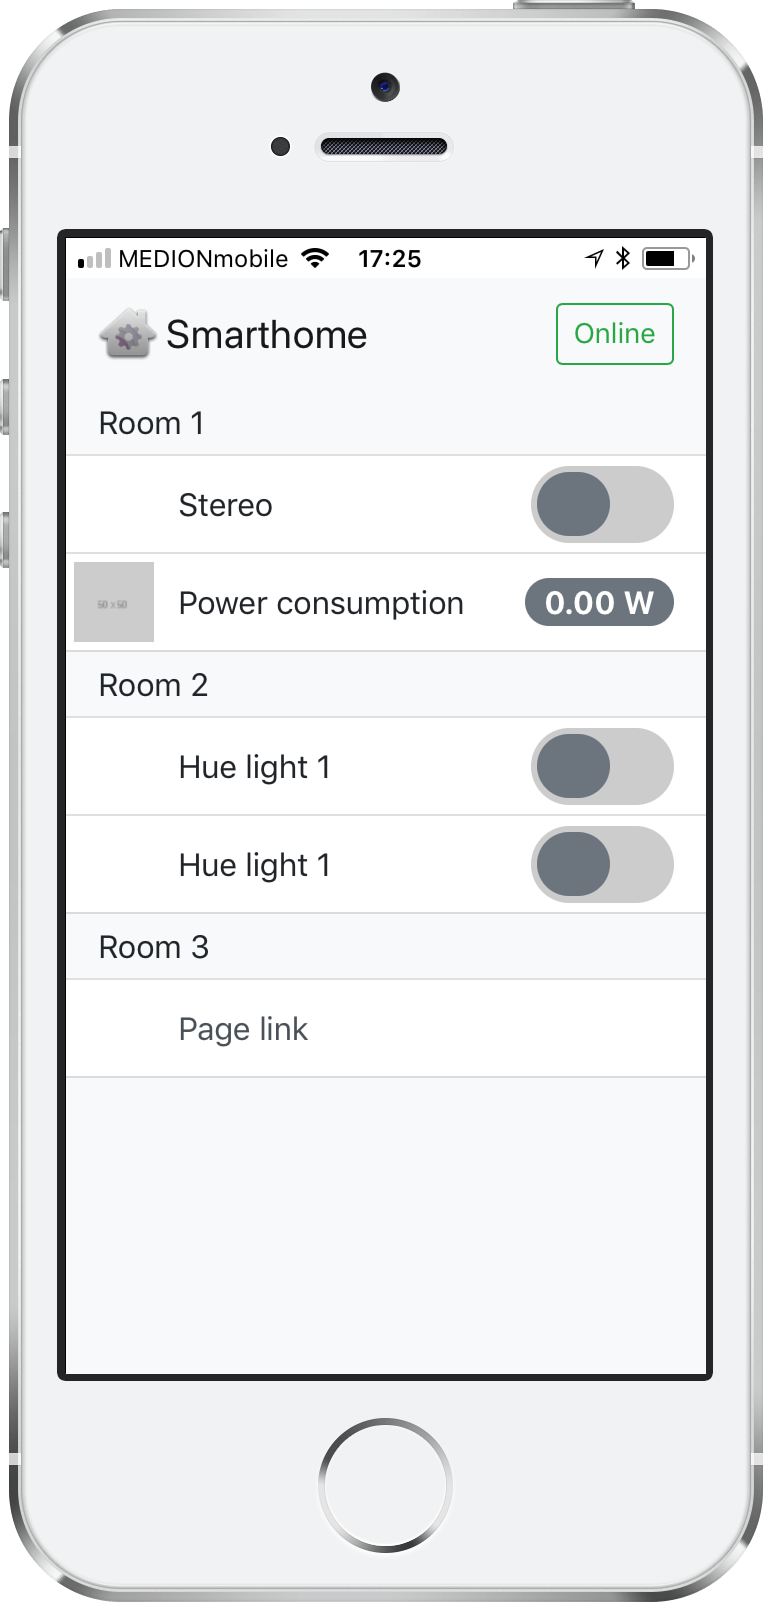 MEDIONmobile 17:25
Smarthome Online
Room 1
Stereo
50 x 50 Power consumption 0.00 W
Room 2
Hue light 1
Hue light 1
Room 3
Page link